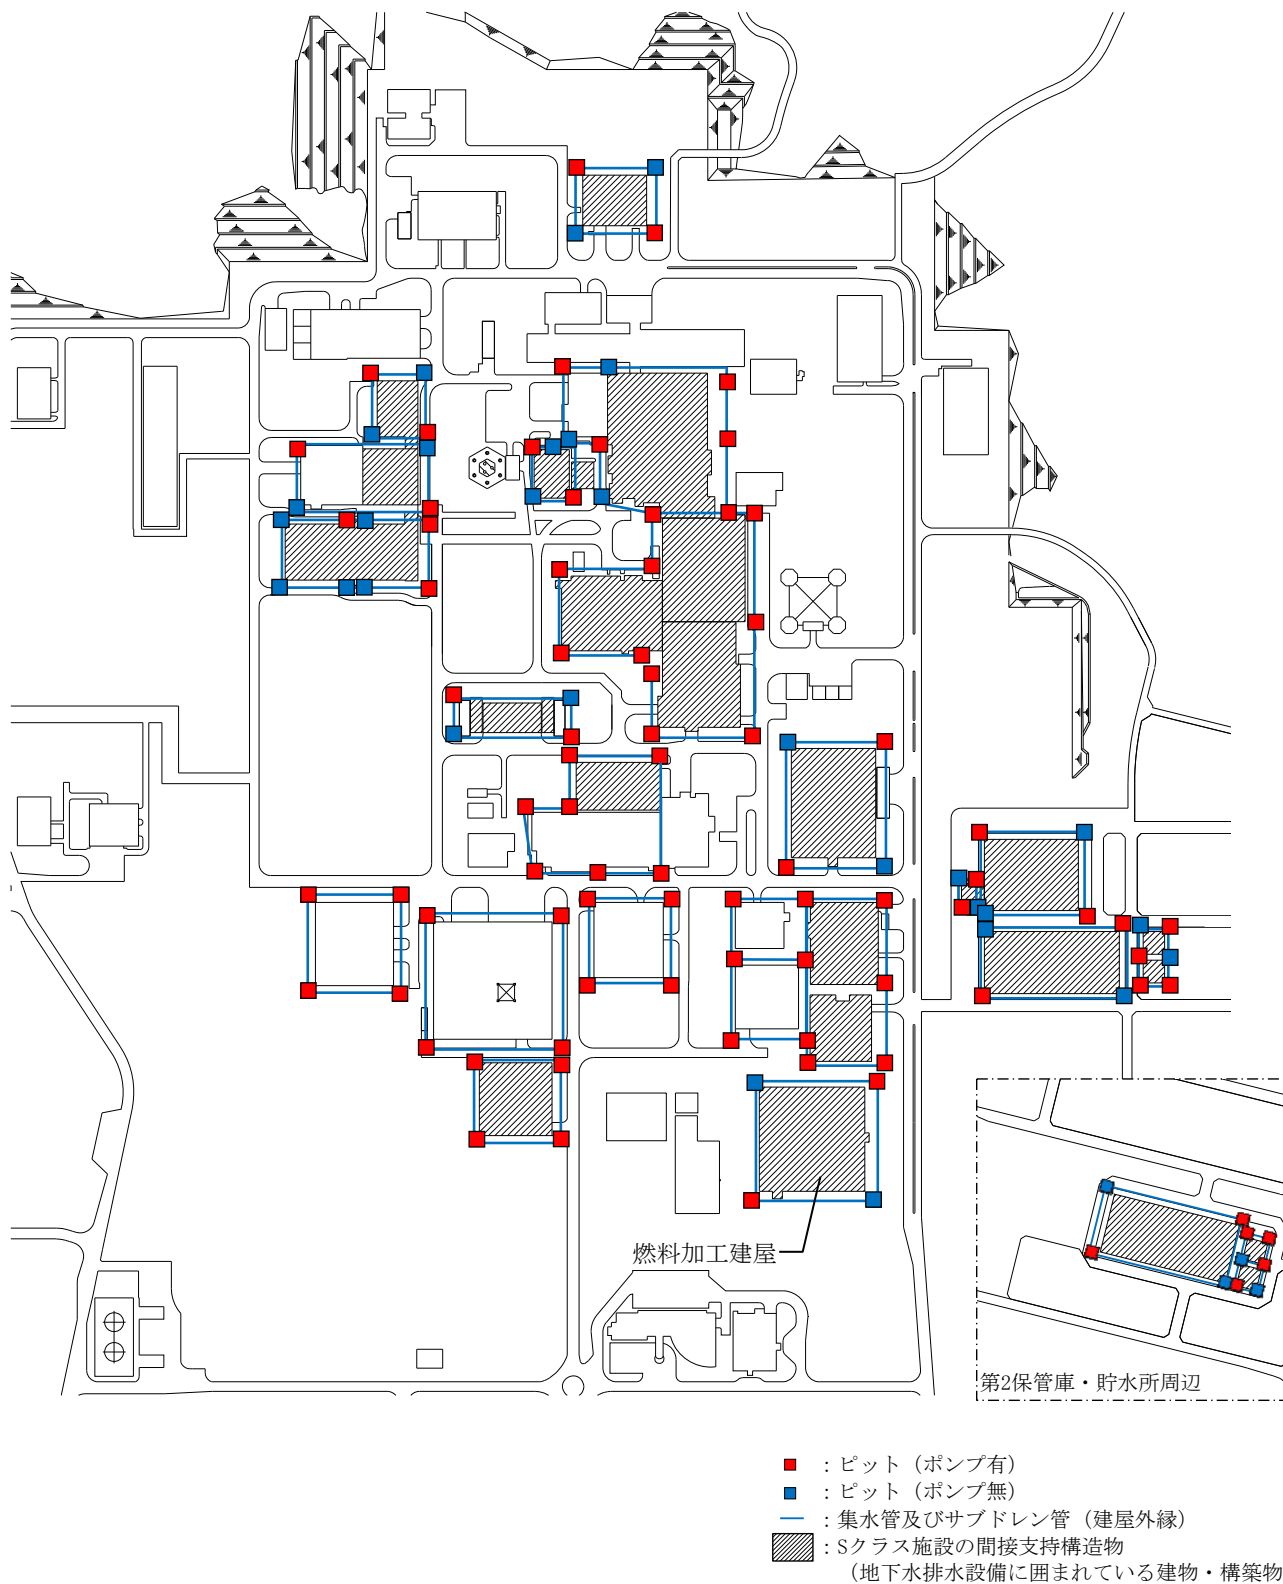 燃料加工建屋
第2保管庫・貯水所周辺
：ピット（ポンプ有）
：ピット（ポンプ無）
：集水管及びサブドレン管（建屋外縁）
：Sクラス施設の間接支持構造物
（地下水排水設備に囲まれている建物・構築物